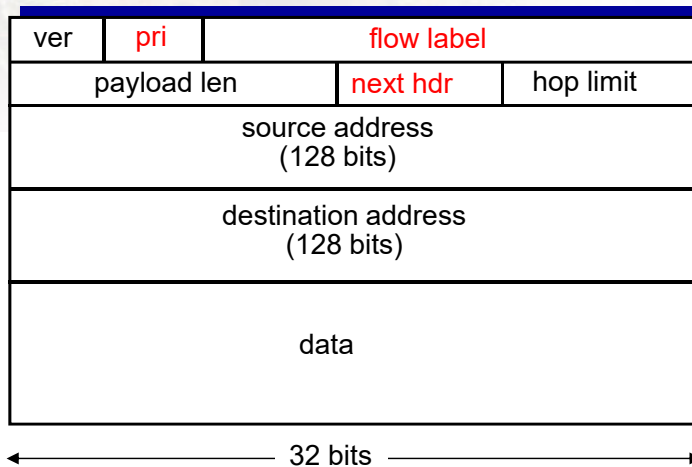 ver pri flow label
payload len next hdr hop limit
source address
(128 bits)
destination address
(128 bits)
data
32 bits